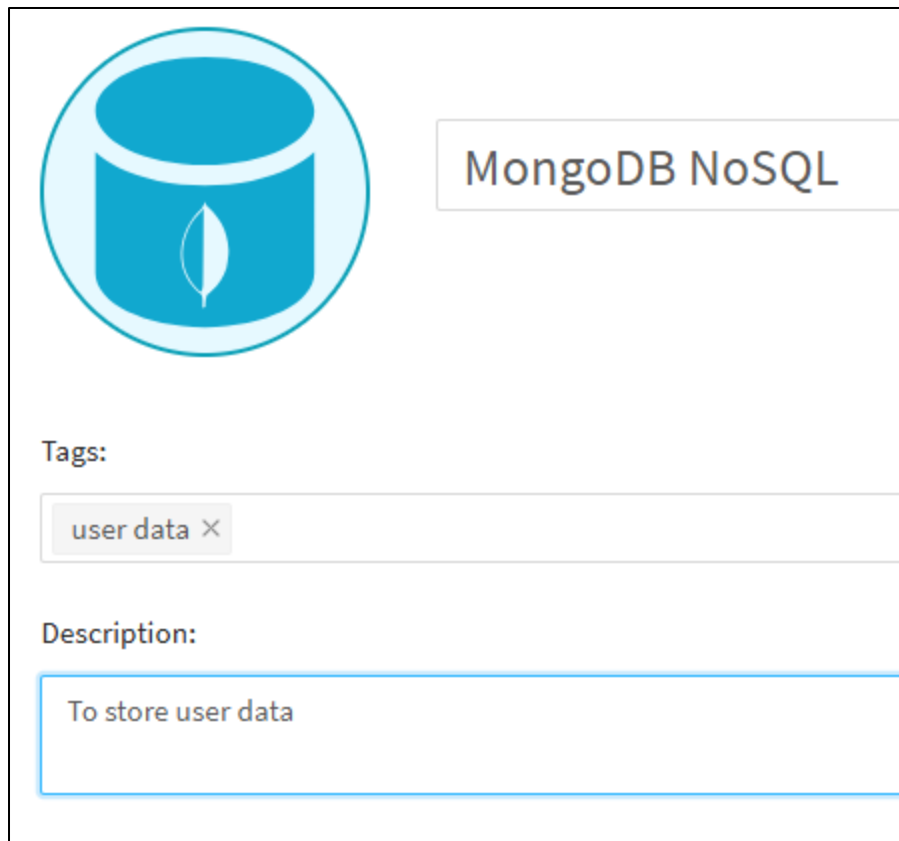 MongoDB NoSQL
Tags:
user data ×
Description:
To store user data